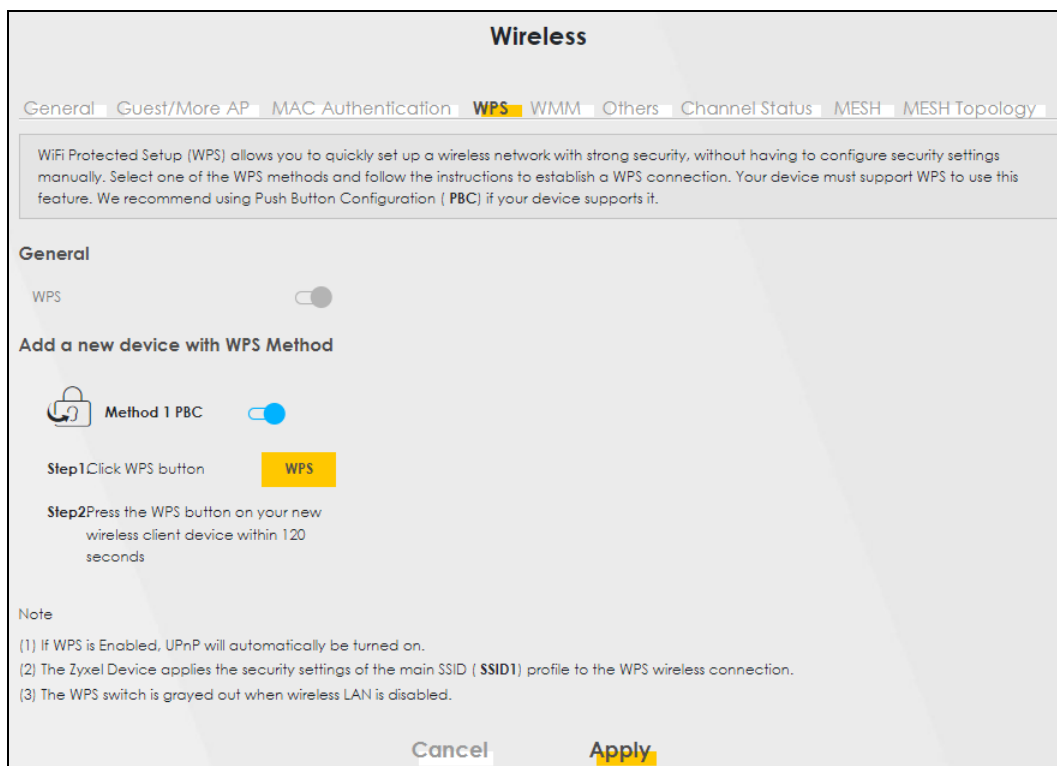 Wireless
General Guest/More AP MAC Authentication WPS WMM Others Channel Status MESH MESH Topology
WiFi Protected Setup (WPS) allows you to quickly set up a wireless network with strong security, without having to configure security settings
manually. Select one of the WPS methods and follow the instructions to establish a WPS connection. Your device must support WPS to use this
feature. We recommend using Push Button Configuration ( PBC) if your device supports it.
General
WPS
Add a new device with WPS Method
Method 1 PBC
Step1.Click WPS button WPS
Step2Press the WPS button on your new
wireless client device within 120
seconds
Note
(1) If WPS is Enabled, UPnP will automatically be turned on.
(2) The Zyxel Device applies the security settings of the main SSID ( SSID1) profile to the WPS wireless connection.
(3) The WPS switch is grayed out when wireless LAN is disabled.
Cancel Apply